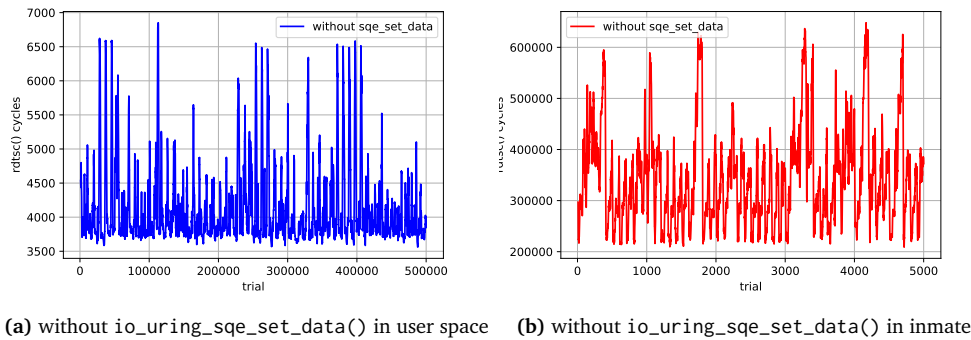 7000
6500
6000
5500
5000
4500
4000
3500
rdtsc() cycles
without sqe_set_data
0 100000 200000 300000 400000 500000
trial
600000
500000
400000
300000
200000
rdtsc() cycles
without sqe_set_data
0 1000 2000 3000 4000 5000
trial
(a) without io_uring_sqe_set_data() in user space
(b) without io_uring_sqe_set_data() in inmate